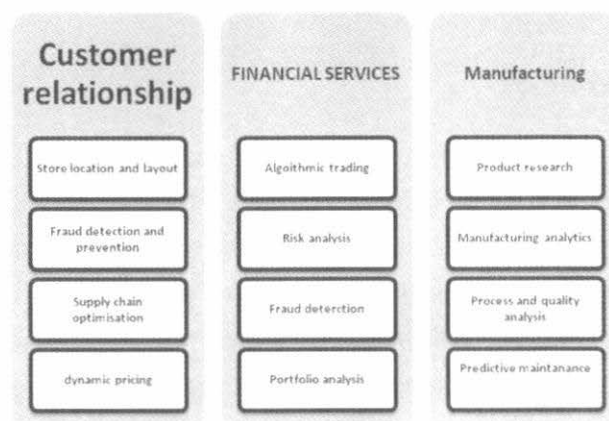 Customer
relationship
Store location and layout
Fraud detection and
prevention
Supply chain
optimisation
dynamic pricing
FINANCIAL SERVICES
Algoithmic trading
Risk analysis
Fraud deterction
Portfolio analysis
Manufacturing
Product research
Manufacturing analytics
Process and quality
analysis
Predictive maintanance